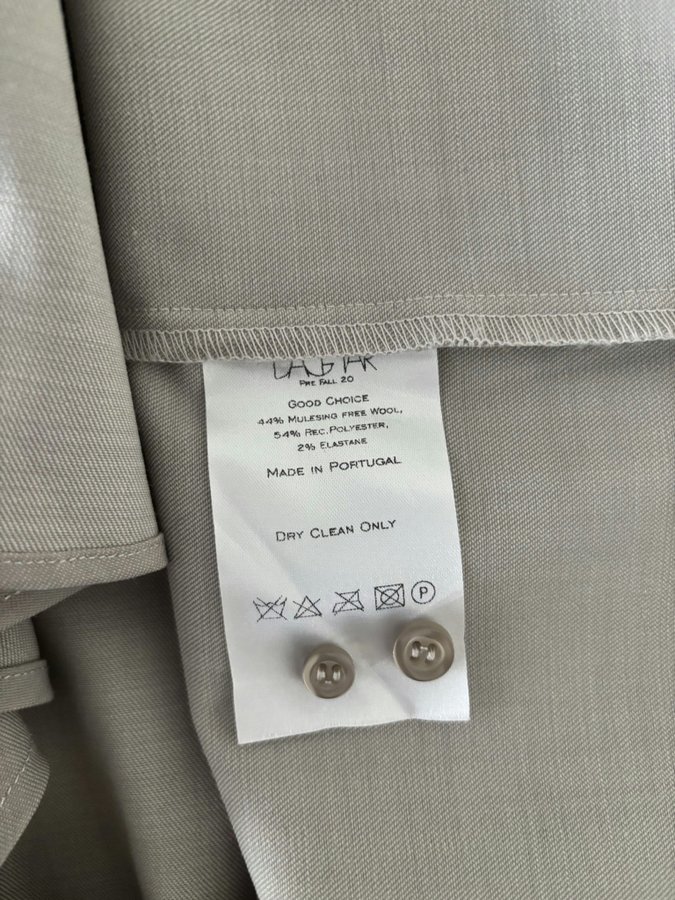 PRE FALL 20
GOOD CHOICE
44% MULESING FREE WOOL,
54% REC.POLYESTER,
2% ELASTANE
MADE IN PORTUGAL
DRY CLEAN ONLY
P